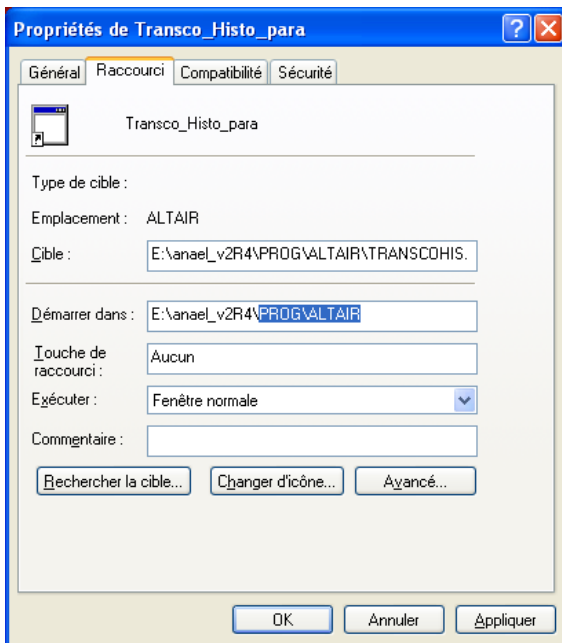 Propriétés de Transco_Histo_para
Général Raccourci Compatibilité Sécurité
Transco_Histo_para
Type de cible :
Emplacement : ALTAIR
Cible : E:\anael_v2R4\PROG\ALTAIR\TRANSCOHIS.
Démarrer dans : E:\anael_v2R4\PROG\ALTAIR
Touche de
raccourci : Aucun
Exécuter : Fenêtre normale
Commentaire :
Rechercher la cible... Changer d'icône... Avancé...
OK Annuler Appliquer